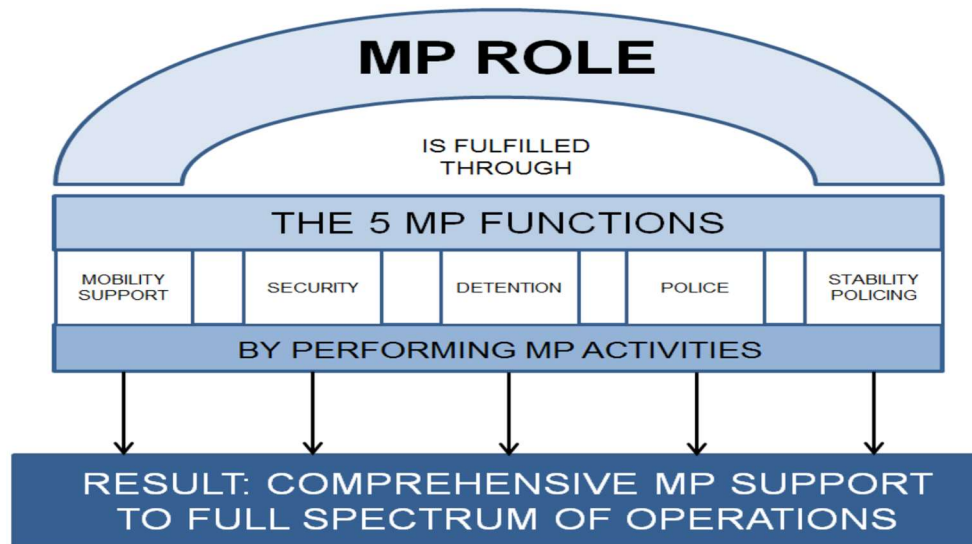 MP ROLE
IS FULFILLED
THROUGH
THE 5 MP FUNCTIONS
MOBILITY
SUPPORT
SECURITY
DETENTION
POLICE
STABILITY
POLICING
BY PERFORMING MP ACTIVITIES
RESULT: COMPREHENSIVE MP SUPPORT
TO FULL SPECTRUM OF OPERATIONS